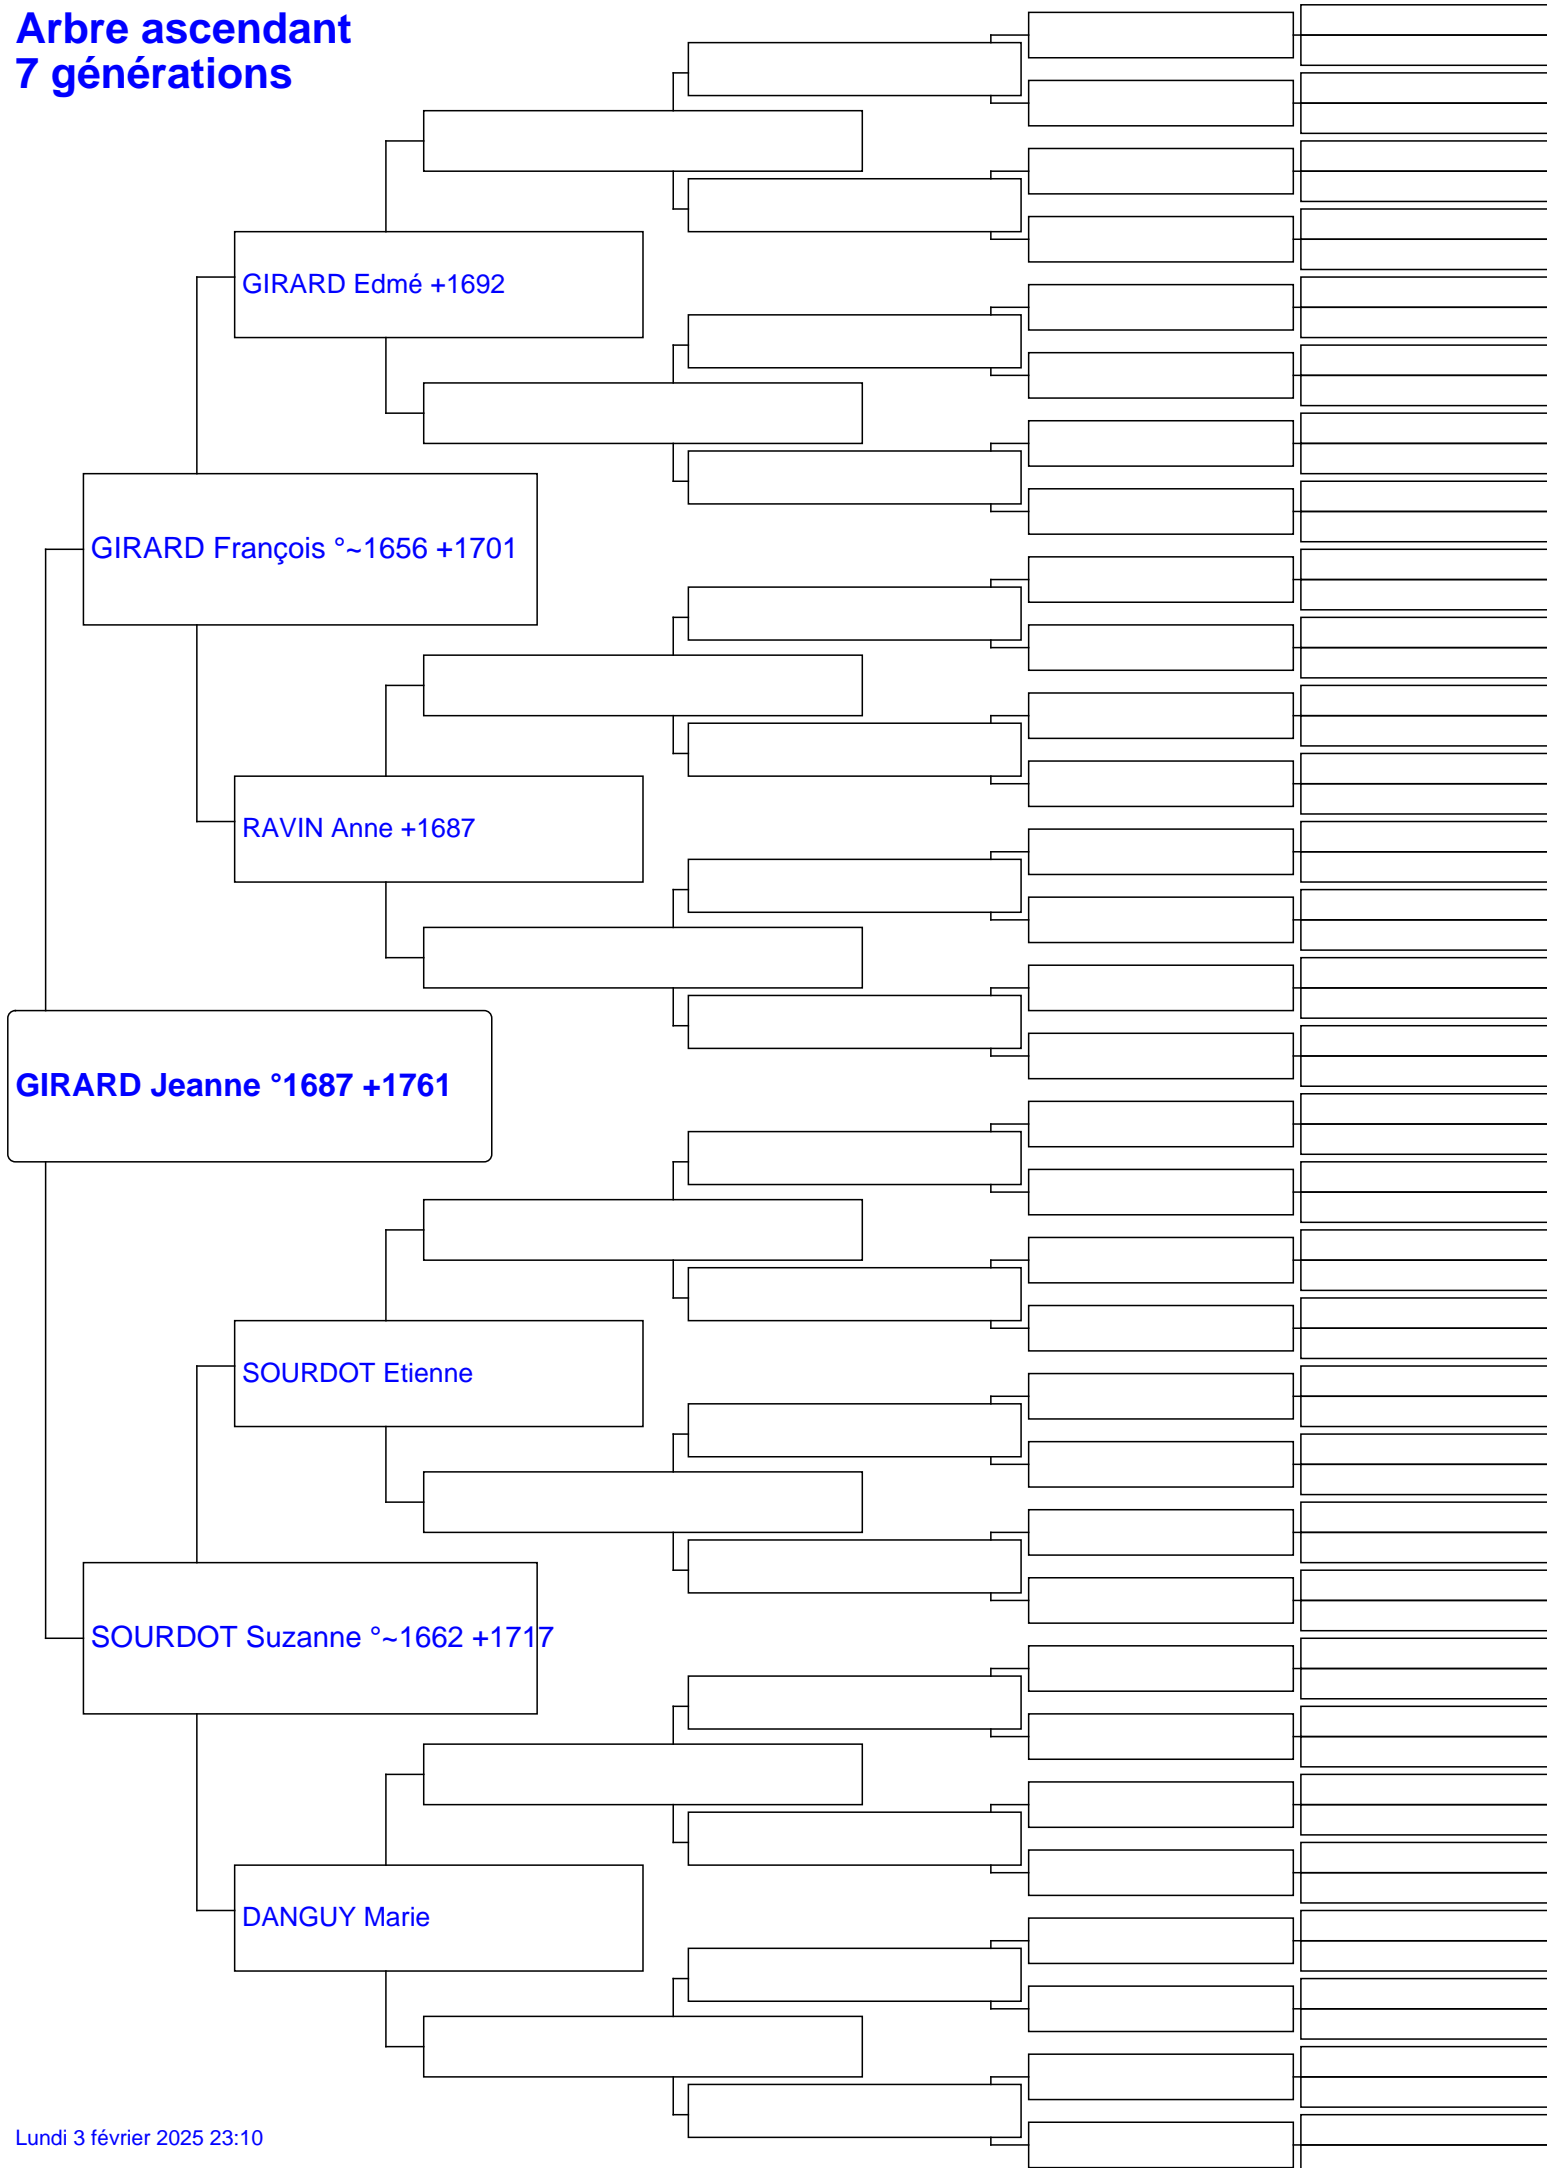 Arbre ascendant
7 générations
GIRARD Edmé +1692
GIRARD François °~1656 +1701
RAVIN Anne +1687
GIRARD Jeanne °1687 +1761
SOURDOT Etienne
SOURDOT Suzanne °~1662 +1717
DANGUY Marie
Lundi 3 février 2025 23:10